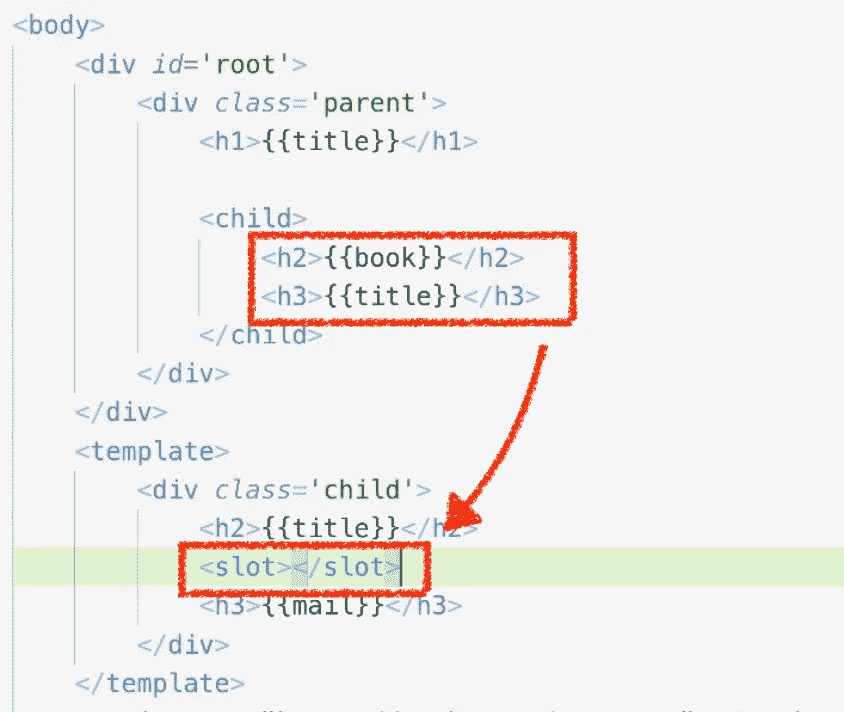 <body>
<div id='root'>
<div class='parent'>
<h1>{{title}}</h1>
<child>
<h2>{{book}}</h2>
<h3>{{title}}</h3>
</child>
</div>
</div>
<template>
<div class='child'>
<h2>{{title}}</h2>
<slot></slot>
<h3>{{mail}}</h3>
</div>
</template>